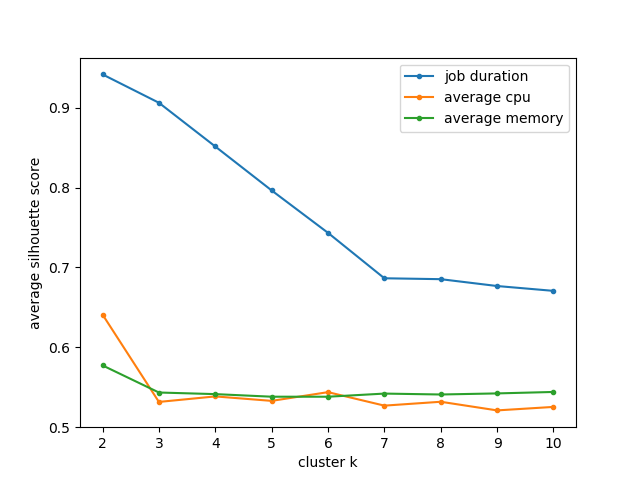 job duration
average cpu
average memory
0.9
0.8
0.7
0.6
0.5
average silhouette score
2 3 4 5 6 7 8 9 10
cluster k